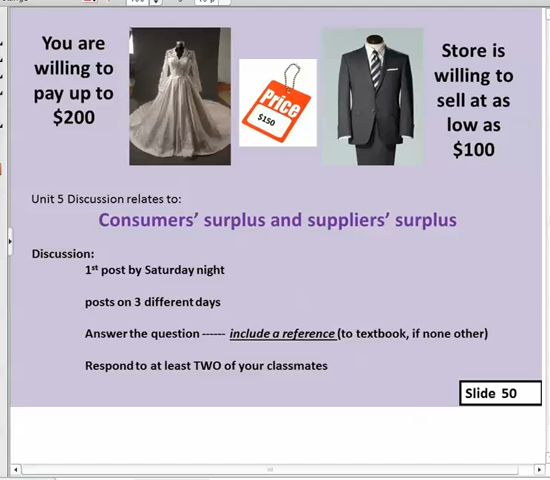 You are
willing to
pay up to
$200
Price
$150
Store is
willing to
sell at as
low as
$100
Unit 5 Discussion relates to:
Consumers’ surplus and suppliers’ surplus
Discussion:
1st post by Saturday night
posts on 3 different days
Answer the question ------ include a reference (to textbook, if none other)
Respond to at least TWO of your classmates
Slide 50